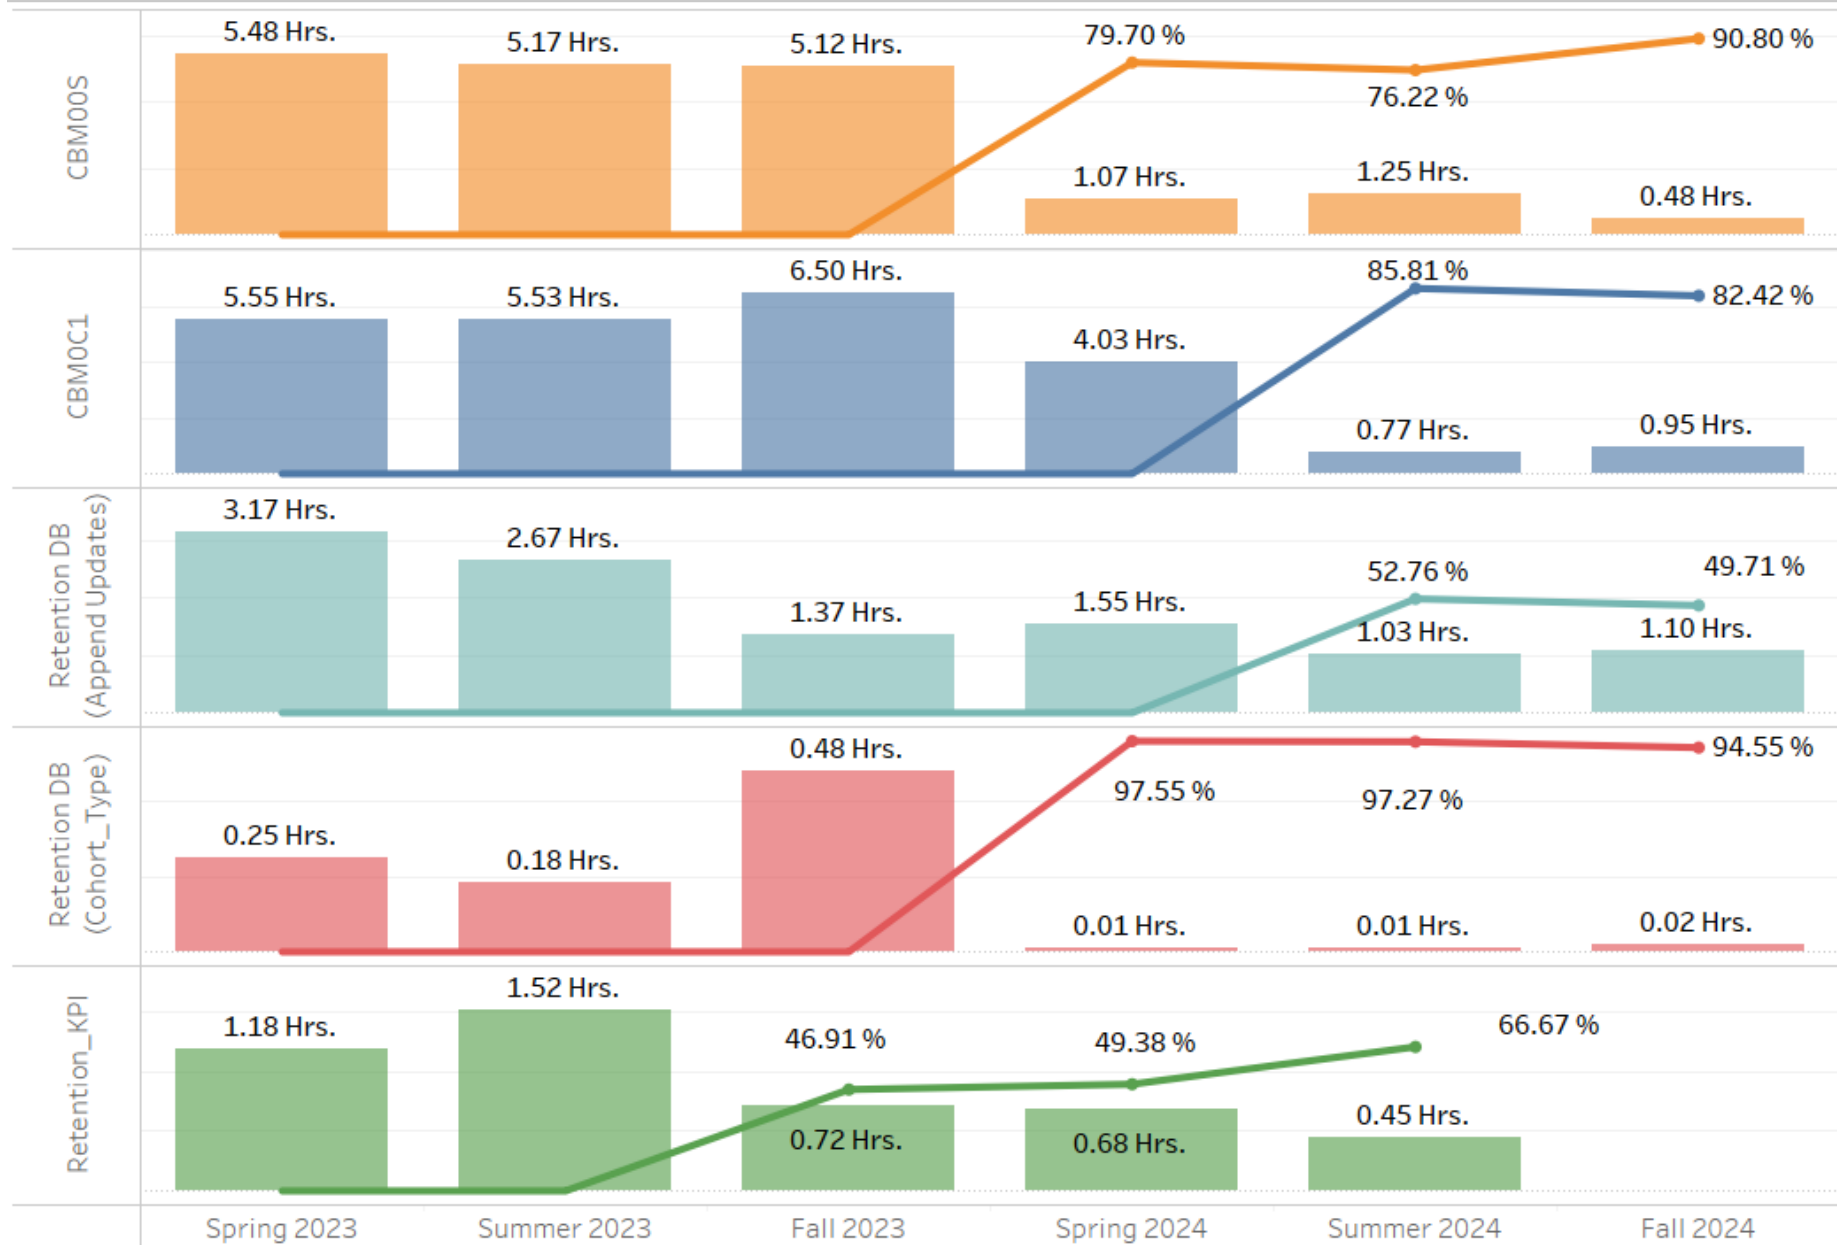 CBM00S
5.48 Hrs.
5.17 Hrs.
5.12 Hrs.
79.70 %
90.80 %
76.22 %
1.07 Hrs.
1.25 Hrs.
0.48 Hrs.
CBM0C1
5.55 Hrs.
5.53 Hrs.
6.50 Hrs.
85.81 %
82.42 %
4.03 Hrs.
0.77 Hrs.
0.95 Hrs.
Retention DB
(Append Updates)
3.17 Hrs.
2.67 Hrs.
1.37 Hrs.
1.55 Hrs.
52.76 %
49.71 %
1.03 Hrs.
1.10 Hrs.
Retention DB
(Cohort_Type)
0.25 Hrs.
0.18 Hrs.
0.48 Hrs.
97.55 %
97.27 %
94.55 %
0.01 Hrs.
0.01 Hrs.
0.02 Hrs.
Retention_KPI
1.18 Hrs.
1.52 Hrs.
46.91 %
49.38 %
66.67 %
0.72 Hrs.
0.68 Hrs.
0.45 Hrs.
Spring 2023
Summer 2023
Fall 2023
Spring 2024
Summer 2024
Fall 2024